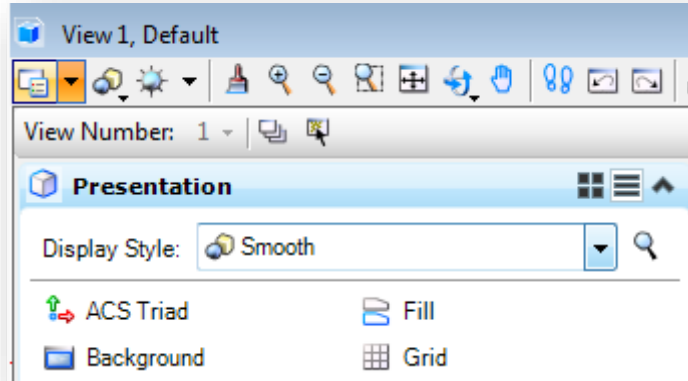 View 1, Default
View Number: 1
Presentation
Display Style: Smooth
ACS Triad Fill
Background Grid